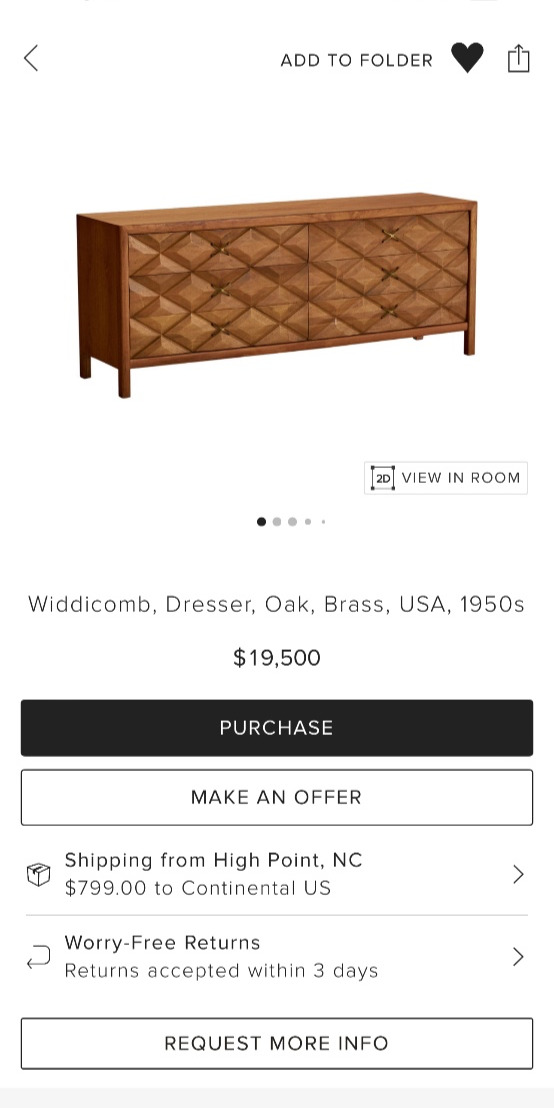 ADD TO FOLDER
2D VIEW IN ROOM
Widdicomb, Dresser, Oak, Brass, USA, 1950s
$19,500
PURCHASE
MAKE AN OFFER
Shipping from High Point, NC
$799.00 to Continental US
Worry-Free Returns
Returns accepted within 3 days
REQUEST MORE INFO